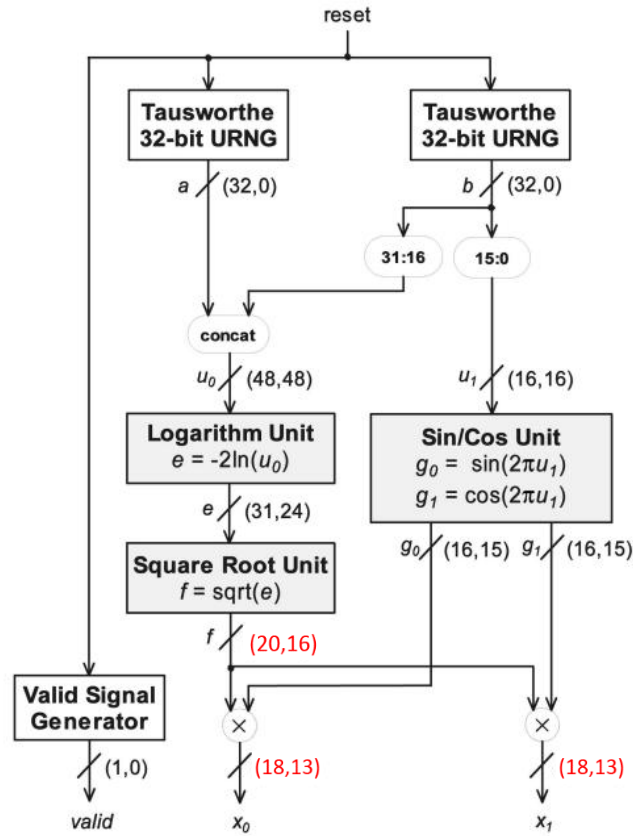 reset
Tausworthe
32-bit URNG
Tausworthe
32-bit URNG
a (32,0)
b (32,0)
31:16
15:0
concat
u₀ (48,48)
u₁ (16,16)
Logarithm Unit
e = -2ln(u₀)
Sin/Cos Unit
g₀ = sin(2πu₁)
g₁ = cos(2πu₁)
e (31,24)
g₀ (16,15)
g₁ (16,15)
Square Root Unit
f = sqrt(e)
f (20,16)
Valid Signal
Generator
×
×
(1,0)
(18,13)
(18,13)
valid
x₀
x₁